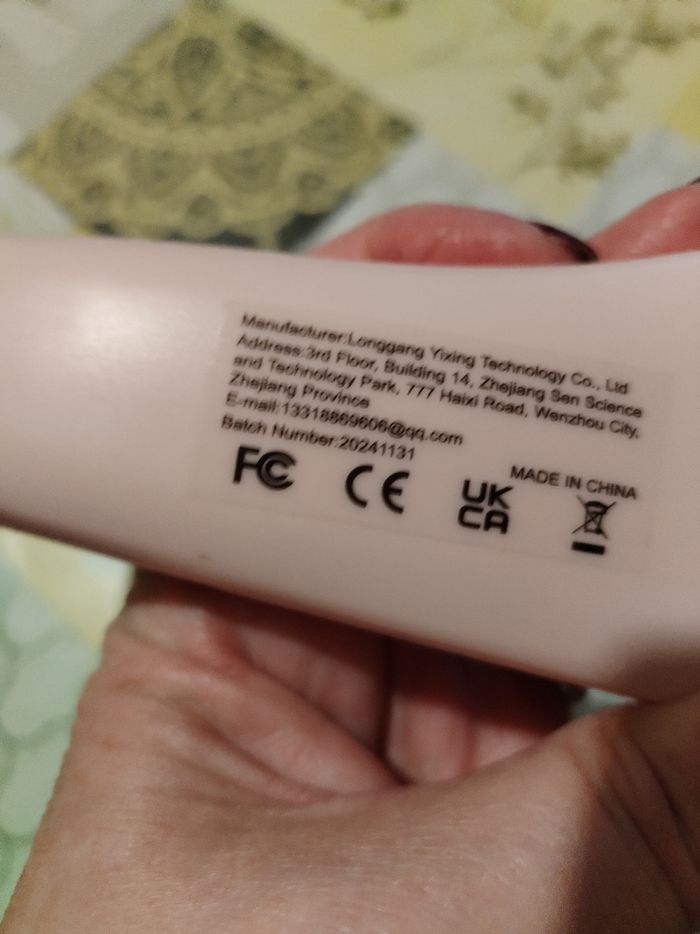 Manufacturer:Longgang Yixing Technology Co., Ltd
Address:3rd Floor, Building 14, Zhejiang Sen Science
and Technology Park, 777 Haixi Road, Wenzhou City,
Zhejiang Province
E-mail:13318869606@qq.com
Batch Number:20241131
MADE IN CHINA
FC
CE
UK
CA